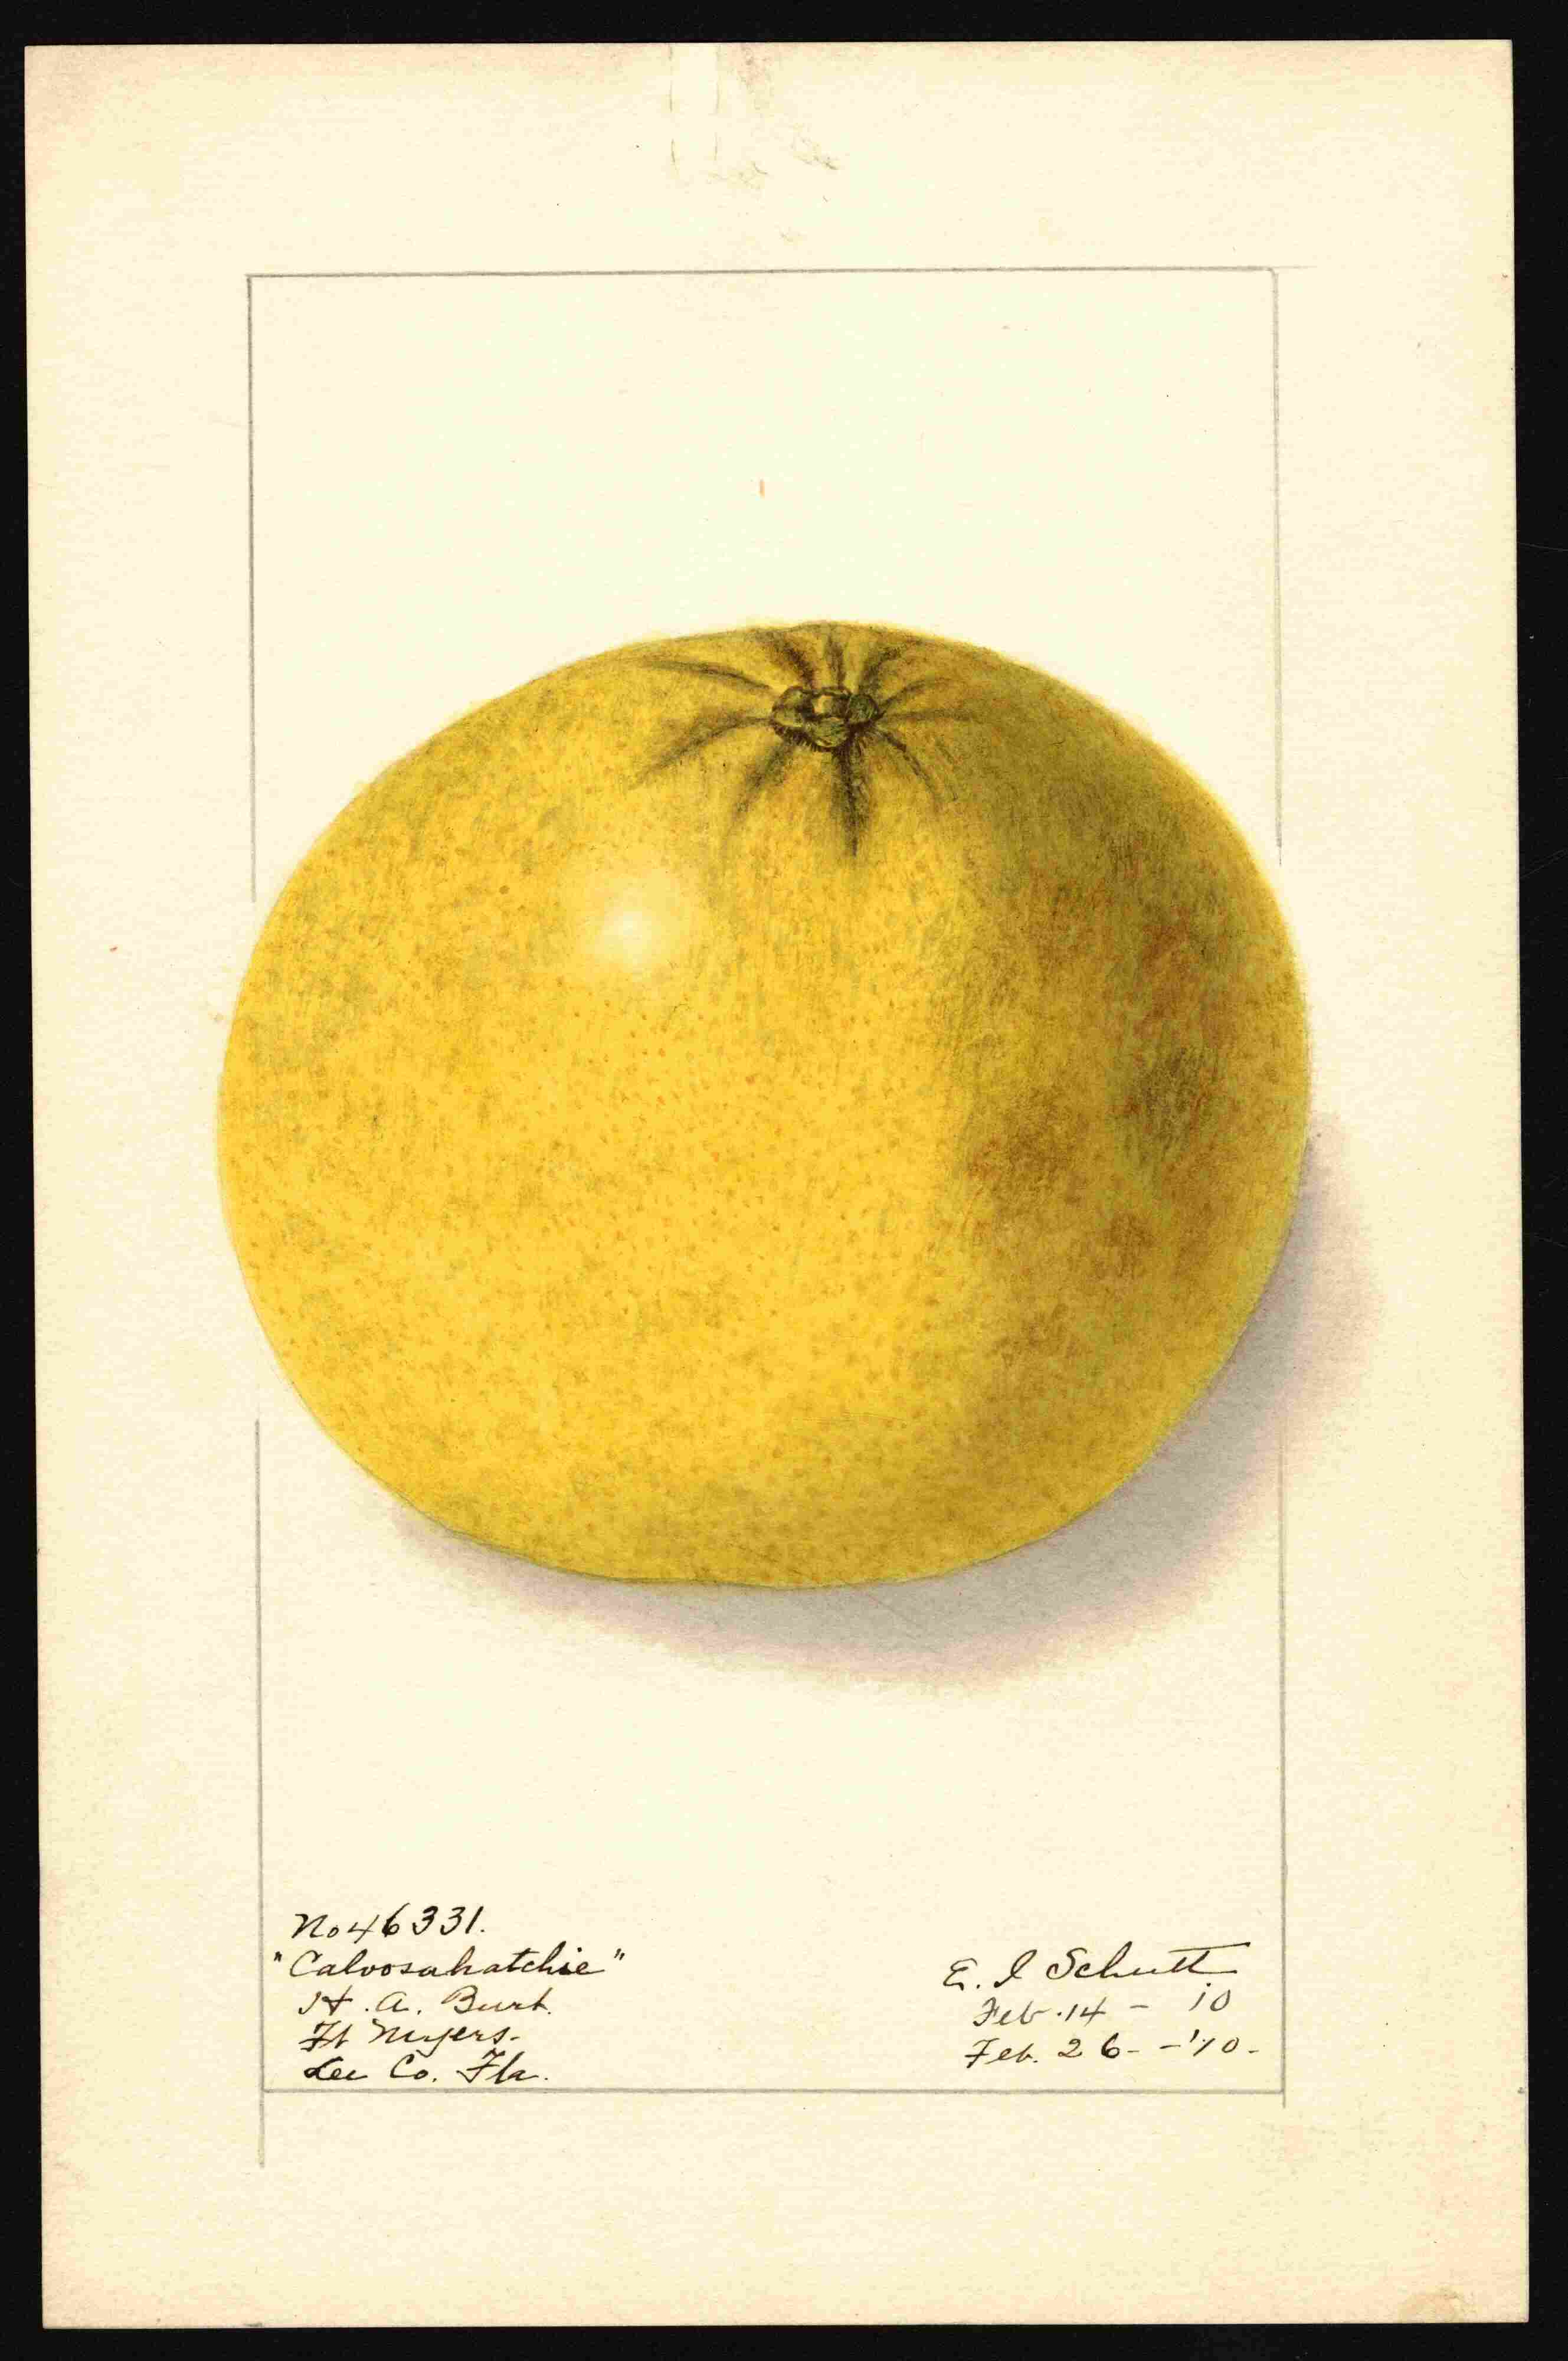 No 46331.
"Caloosahatchie"
H. A. Burt.
Ft Myers.
Lee Co. Fla.
E. I Schutt
Feb. 14 - 10
Feb. 26 - -'10-